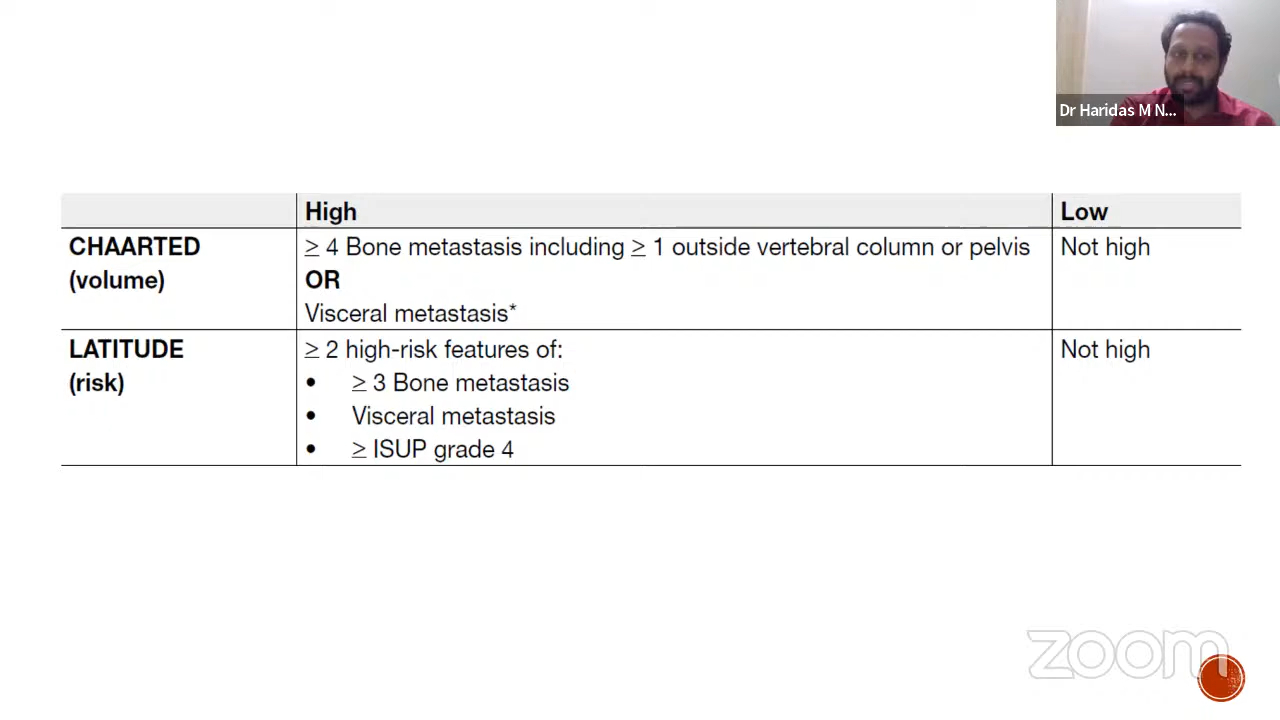 Dr Haridas M N...
High
Low
CHAARTED
(volume)
≥ 4 Bone metastasis including ≥ 1 outside vertebral column or pelvis
OR
Visceral metastasis*
Not high
LATITUDE
(risk)
≥ 2 high-risk features of:
• ≥ 3 Bone metastasis
• Visceral metastasis
• ≥ ISUP grade 4
Not high
zoom